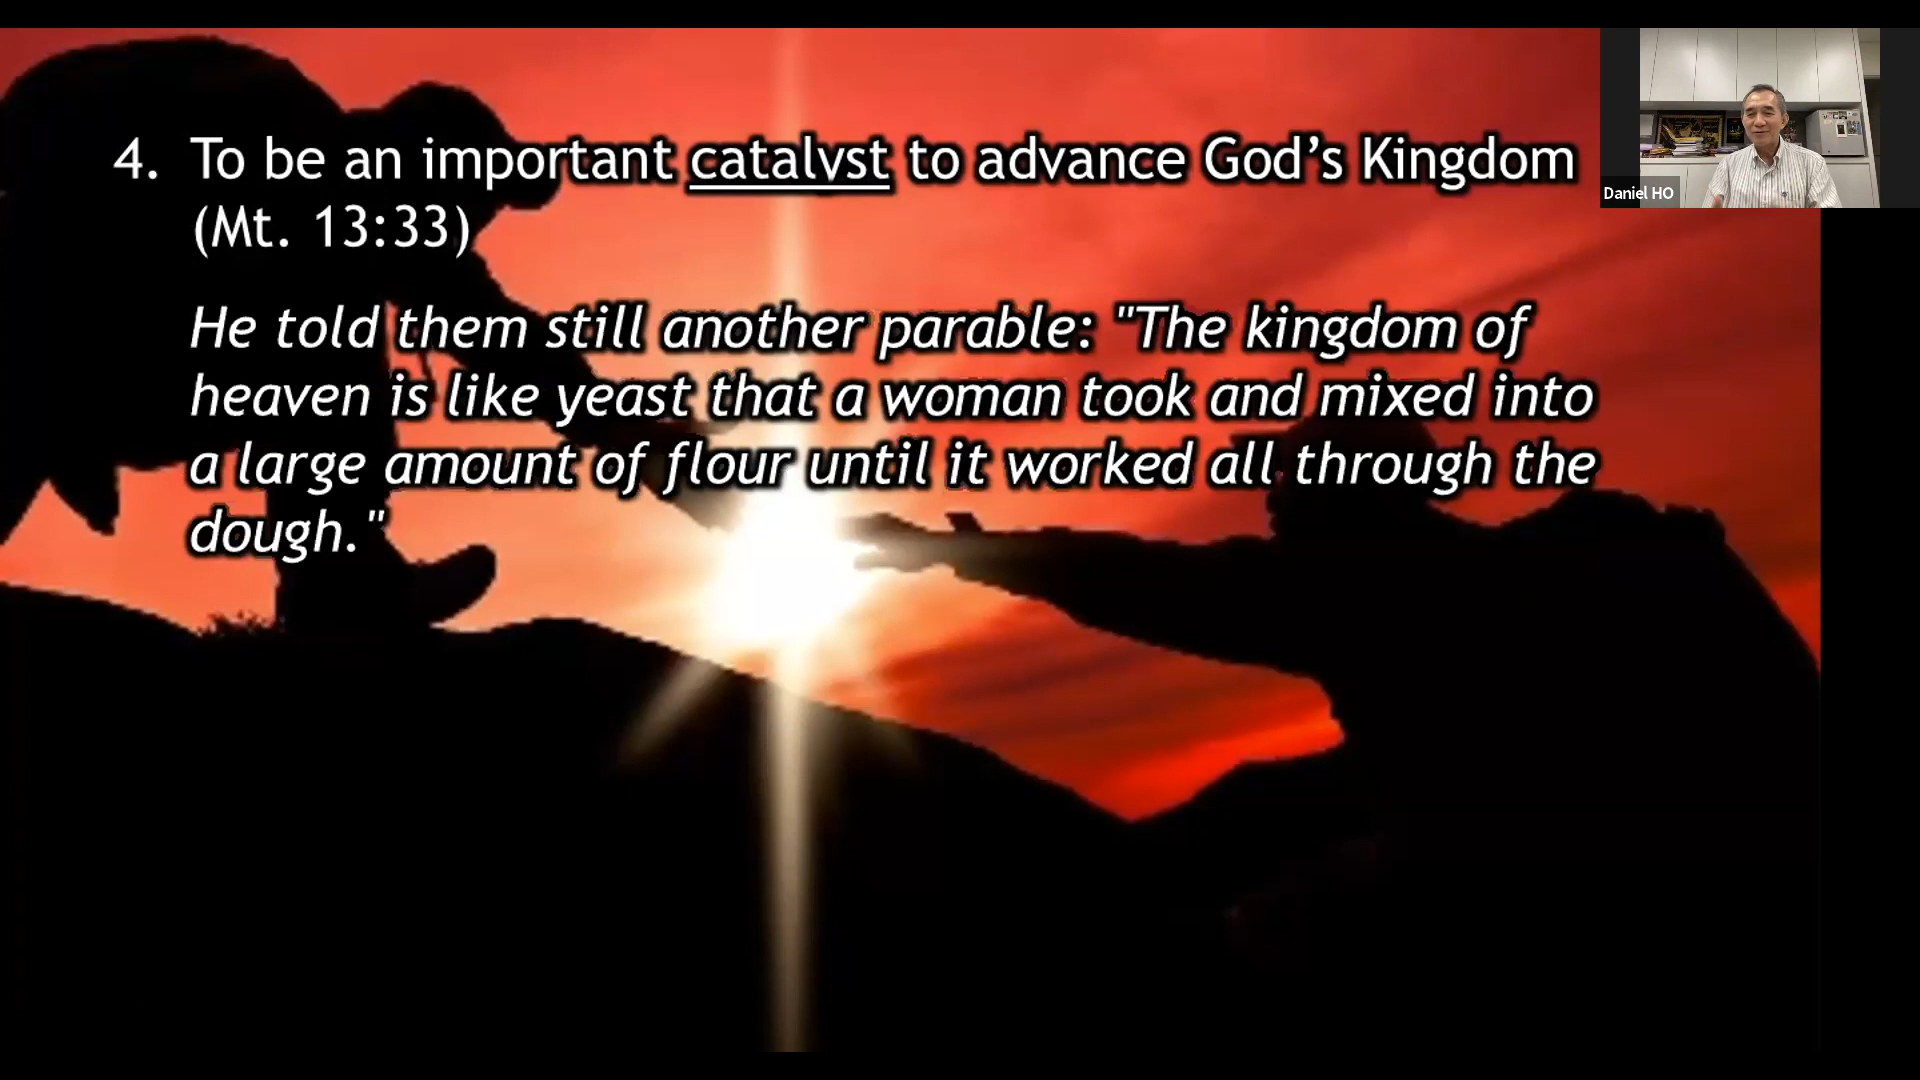 4. To be an important catalyst to advance God’s Kingdom
(Mt. 13:33)
He told them still another parable: "The kingdom of
heaven is like yeast that a woman took and mixed into
a large amount of flour until it worked all through the
dough."
Daniel HO